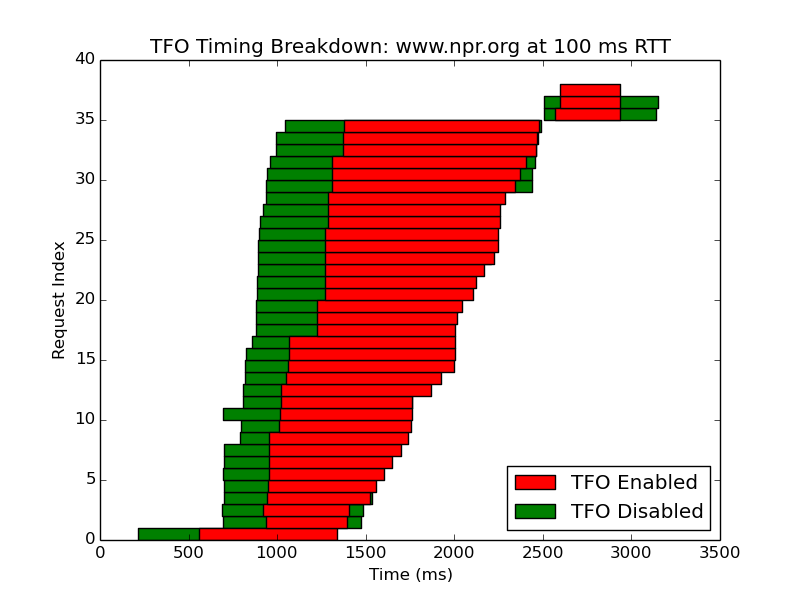 TFO Timing Breakdown: www.npr.org at 100 ms RTT
40
35
30
25
20
15
10
5
0
Request Index
TFO Enabled
TFO Disabled
0 500 1000 1500 2000 2500 3000 3500
Time (ms)